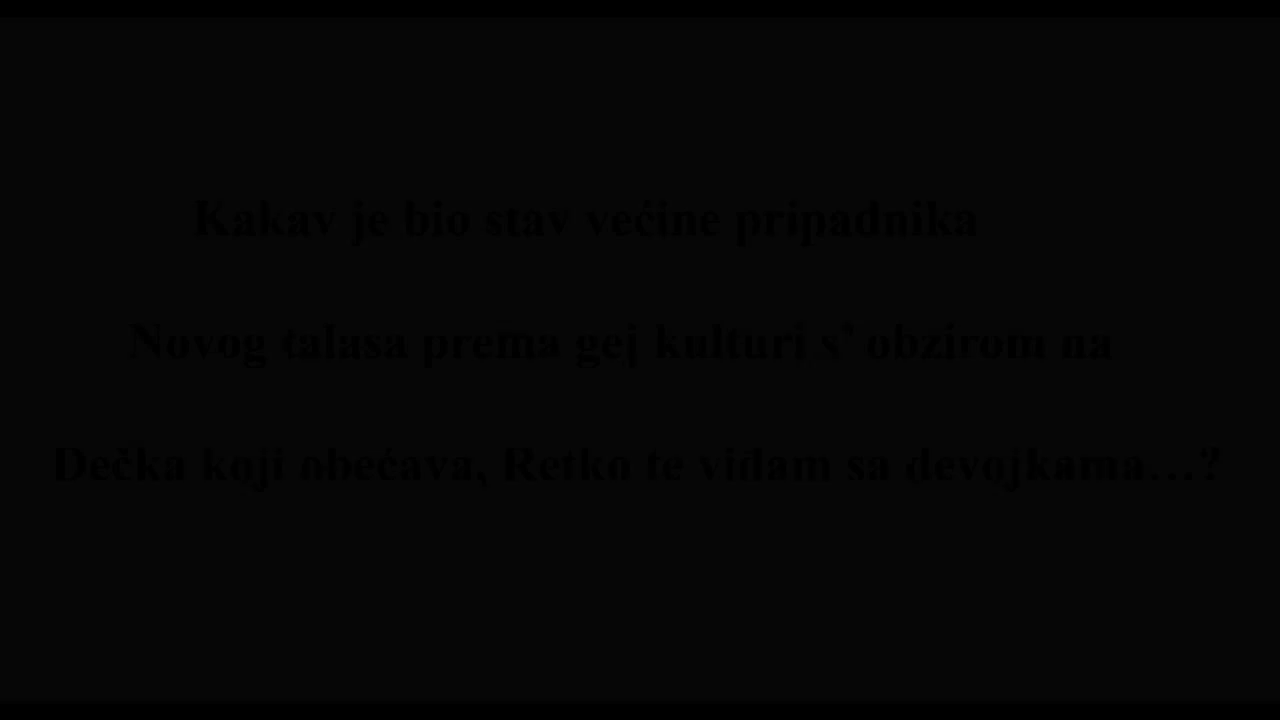 Kakav je bio stav većine pripadnika
Novog talasa prema gej kulturi s' obzirom na
Dečka koji obećava, Retko te viđam sa devojkama...?